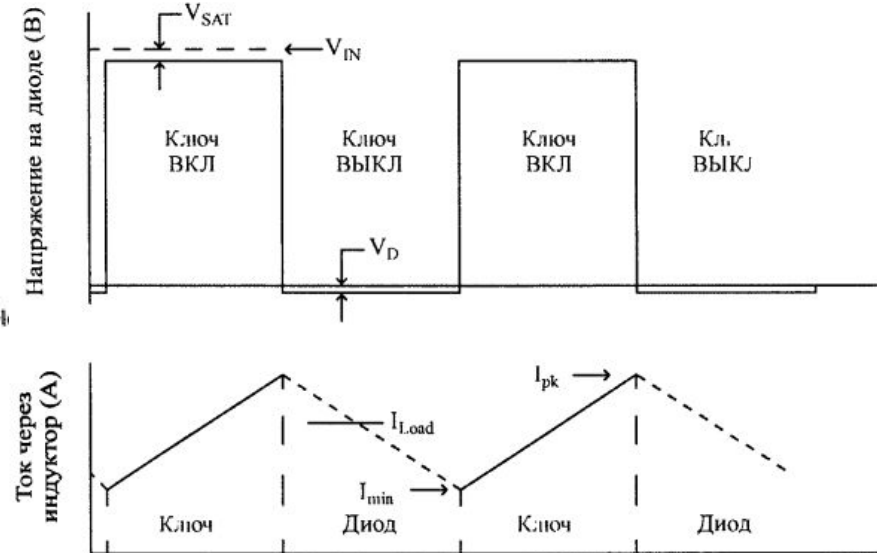 Напряжение на диоде (В)
V_SAT
V_IN
Ключ
ВКЛ
Ключ
ВЫКЛ
Ключ
ВКЛ
V_D
Ток через
индуктор (А)
I_pk
I_Load
I_min
Ключ
Диод
Ключ
Диод